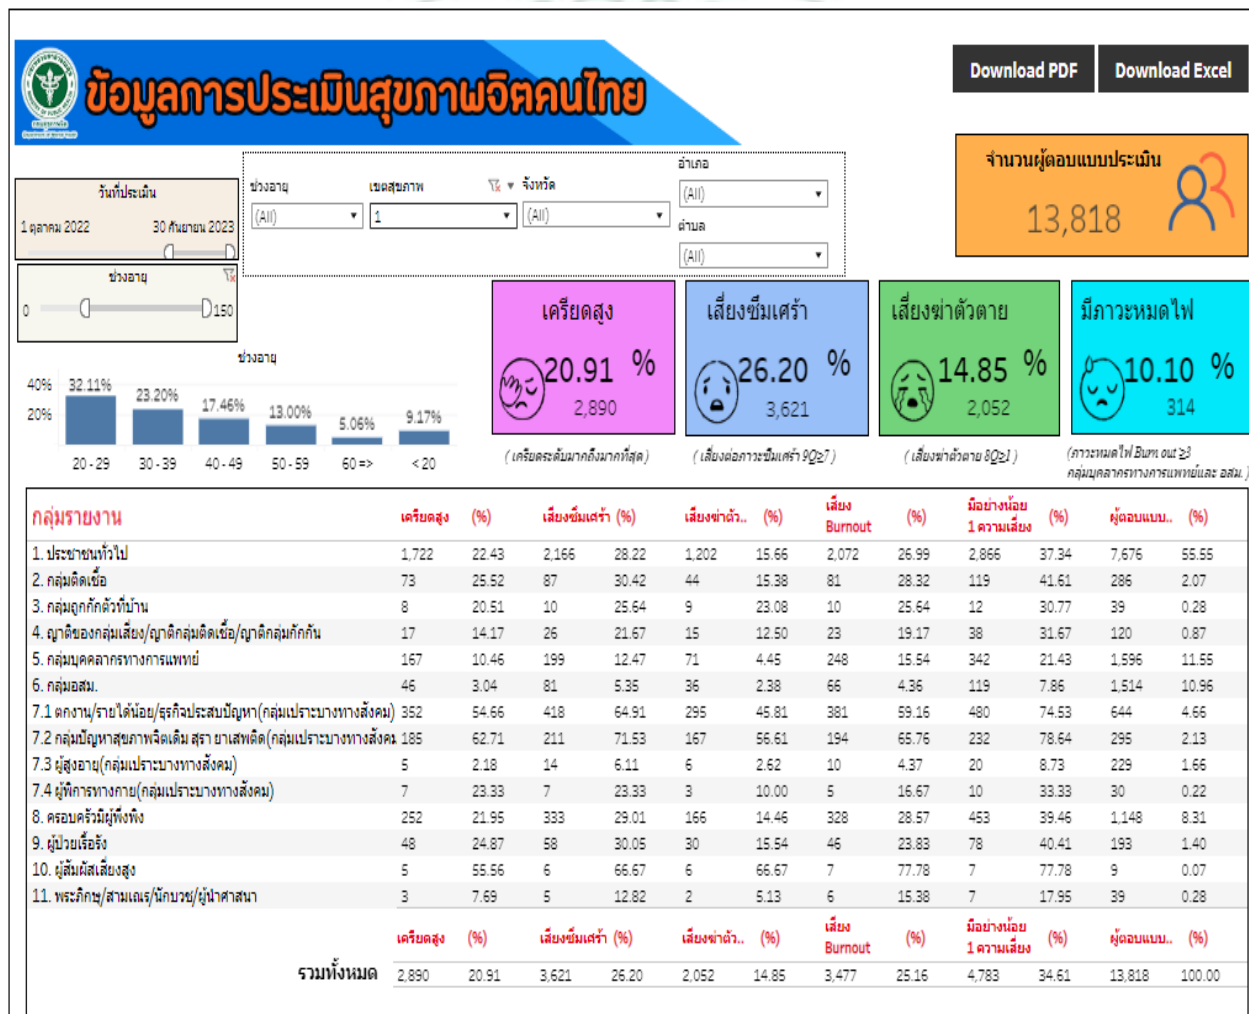 ข้อมูลการประเมินสุขภาพจิตคนไทย
Download PDF
Download Excel
จำนวนผู้ตอบแบบประเมิน
13,818
วันที่ประเมิน
1 ตุลาคม 2022 30 กันยายน 2023
ช่วงอายุ
0 150
ช่วงอายุ
(All)
เขตสุขภาพ
1
จังหวัด
(All)
อำเภอ
(All)
ตำบล
(All)
ช่วงอายุ
40%
20%
32.11% 23.20% 17.46% 13.00% 5.06% 9.17%
20 - 29 30 - 39 40 - 49 50 - 59 60 => < 20
เครียดสูง
20.91 %
2,890
(เครียดระดับมากถึงมากที่สุด)
เสี่ยงซึมเศร้า
26.20 %
3,621
(เสี่ยงต่อภาวะซึมเศร้า 9Q≥7)
เสี่ยงฆ่าตัวตาย
14.85 %
2,052
(เสี่ยงฆ่าตัวตาย 8Q≥1)
มีภาวะหมดไฟ
10.10 %
314
(ภาวะหมดไฟ Burn out ≥3
กลุ่มบุคลากรทางการแพทย์และ อสม.)
กลุ่มรายงาน เครียดสูง (%) เสี่ยงซึมเศร้า (%) เสี่ยงฆ่าตัว.. (%) เสี่ยง Burnout (%) มีอย่างน้อย 1 ความเสี่ยง (%) ผู้ตอบแบบ.. (%)
1. ประชาชนทั่วไป 1,722 22.43 2,166 28.22 1,202 15.66 2,072 26.99 2,866 37.34 7,676 55.55
2. กลุ่มติดเชื้อ 73 25.52 87 30.42 44 15.38 81 28.32 119 41.61 286 2.07
3. กลุ่มถูกกักตัวที่บ้าน 8 20.51 10 25.64 9 23.08 10 25.64 12 30.77 39 0.28
4. ญาติของกลุ่มเสี่ยง/ญาติกลุ่มติดเชื้อ/ญาติกลุ่มกักกัน 17 14.17 26 21.67 15 12.50 23 19.17 38 31.67 120 0.87
5. กลุ่มบุคคลากรทางการแพทย์ 167 10.46 199 12.47 71 4.45 248 15.54 342 21.43 1,596 11.55
6. กลุ่มอสม. 46 3.04 81 5.35 36 2.38 66 4.36 119 7.86 1,514 10.96
7.1 ตกงาน/รายได้น้อย/ธุรกิจประสบปัญหา(กลุ่มเปราะบางทางสังคม) 352 54.66 418 64.91 295 45.81 381 59.16 480 74.53 644 4.66
7.2 กลุ่มปัญหาสุขภาพจิตเดิม สุรา ยาเสพติด(กลุ่มเปราะบางทางสังคม 185 62.71 211 71.53 167 56.61 194 65.76 232 78.64 295 2.13
7.3 ผู้สูงอายุ(กลุ่มเปราะบางทางสังคม) 5 2.18 14 6.11 6 2.62 10 4.37 20 8.73 229 1.66
7.4 ผู้พิการทางกาย(กลุ่มเปราะบางทางสังคม) 7 23.33 7 23.33 3 10.00 5 16.67 10 33.33 30 0.22
8. ครอบครัวมีผู้พึ่งพิง 252 21.95 333 29.01 166 14.46 328 28.57 453 39.46 1,148 8.31
9. ผู้ป่วยเรื้อรัง 48 24.87 58 30.05 30 15.54 46 23.83 78 40.41 193 1.40
10. ผู้สัมผัสเสี่ยงสูง 5 55.56 6 66.67 6 66.67 7 77.78 7 77.78 9 0.07
11. พระภิกษุ/สามเณร/นักบวช/ผู้นำศาสนา 3 7.69 5 12.82 2 5.13 6 15.38 7 17.95 39 0.28
เครียดสูง (%) เสี่ยงซึมเศร้า (%) เสี่ยงฆ่าตัว.. (%) เสี่ยง Burnout (%) มีอย่างน้อย 1 ความเสี่ยง (%) ผู้ตอบแบบ.. (%)
รวมทั้งหมด 2,890 20.91 3,621 26.20 2,052 14.85 3,477 25.16 4,783 34.61 13,818 100.00